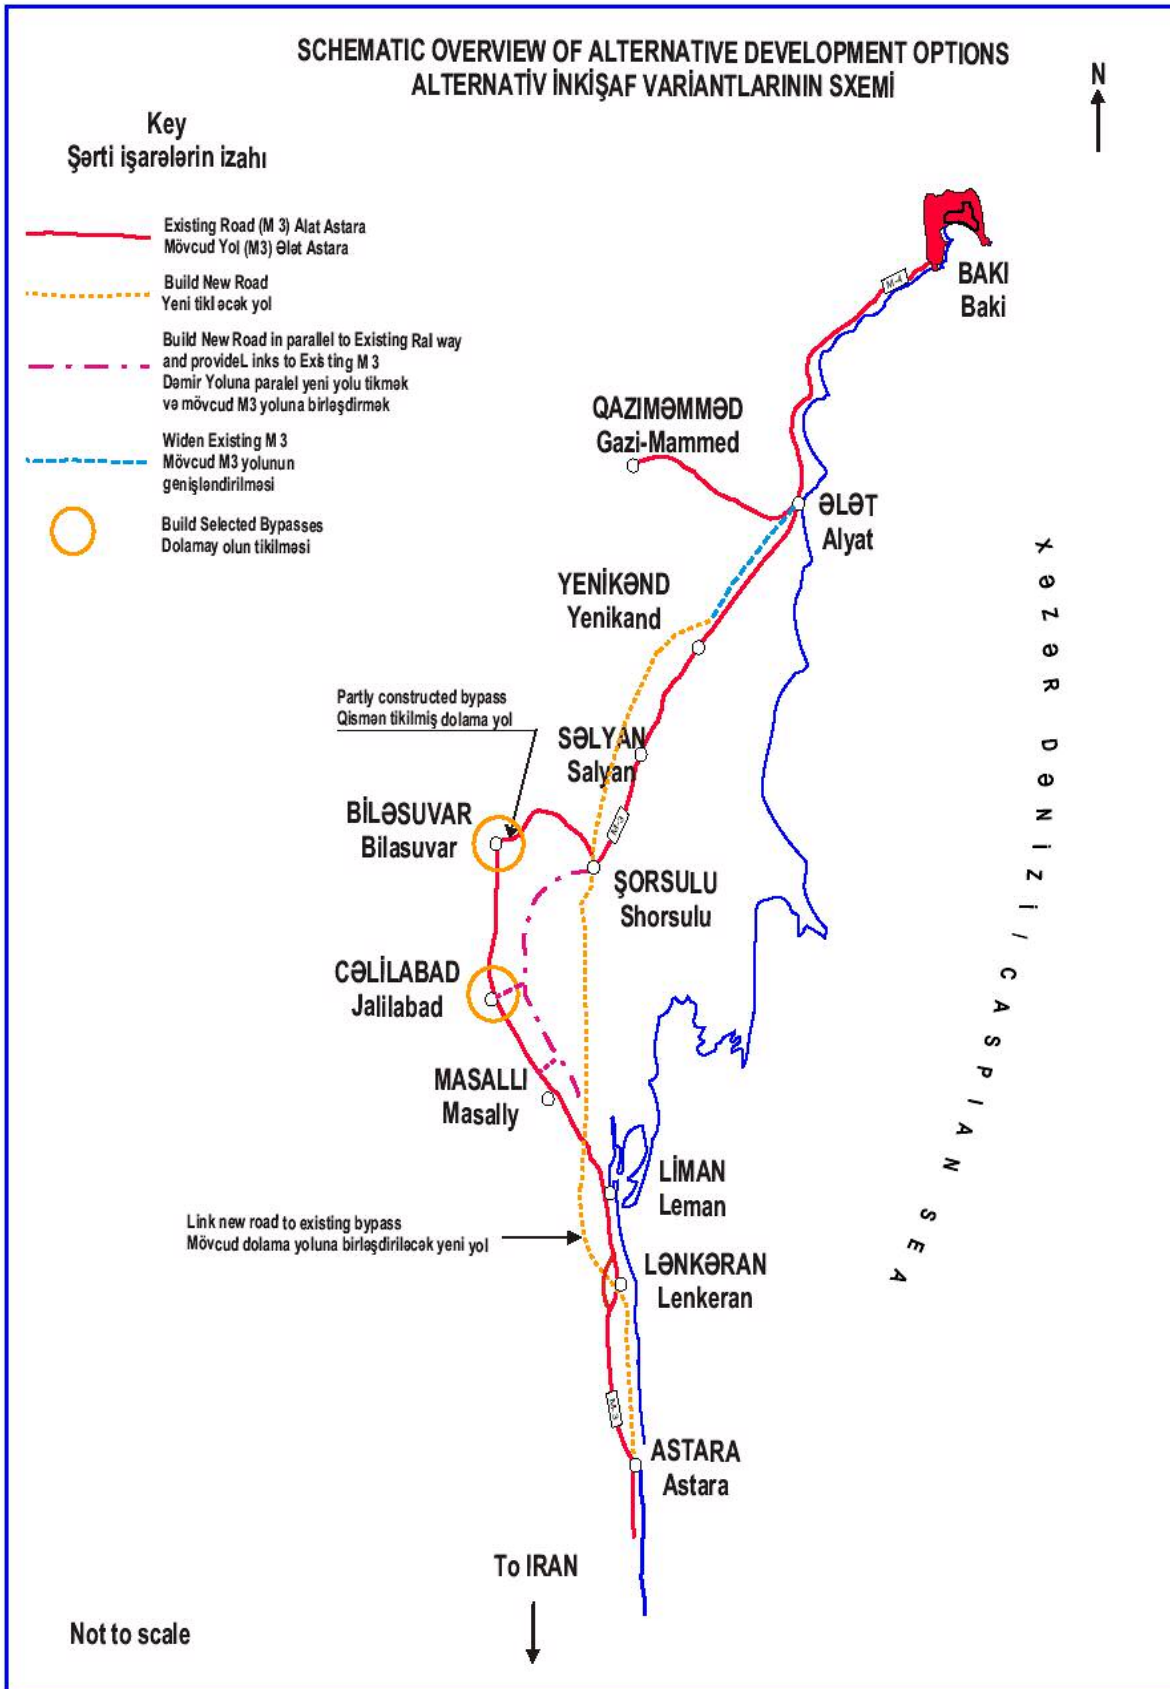 SCHEMATIC OVERVIEW OF ALTERNATIVE DEVELOPMENT OPTIONS
ALTERNATİV İNKİŞAF VARİANTLARININ SXEMİ
N
Key
Şərti işarələrin izahı
Existing Road (M 3) Alat Astara
Mövcud Yol (M3) Ələt Astara
Build New Road
Yeni tikləcək yol
Build New Road in parallel to Existing Rail way
and provideL inks to Existing M 3
Dəmir Yoluna paralel yeni yolu tikmək
və mövcud M3 yoluna birləşdirmək
Widen Existing M 3
Mövcud M3 yolunun
genişləndirilməsi
Build Selected Bypasses
Dolamay olun tikilməsi
BAKI
Baki
M-4
QAZIMƏMMƏD
Gazi-Mammed
ƏLƏT
Alyat
YENİKƏND
Yenikand
Partly constructed bypass
Qismən tikilmiş dolama yol
SƏLYAN
Salyan
BİLƏSUVAR
Bilasuvar
M-3
ŞORSULU
Shorsulu
CƏLİLABAD
Jalilabad
MASALLI
Masally
LİMAN
Leman
Link new road to existing bypass
Mövcud dolama yoluna birləşdiriləcək yeni yol
LƏNKƏRAN
Lenkeran
M-3
ASTARA
Astara
XəZəR DəNİZİ / CASPIAN SEA
To IRAN
Not to scale